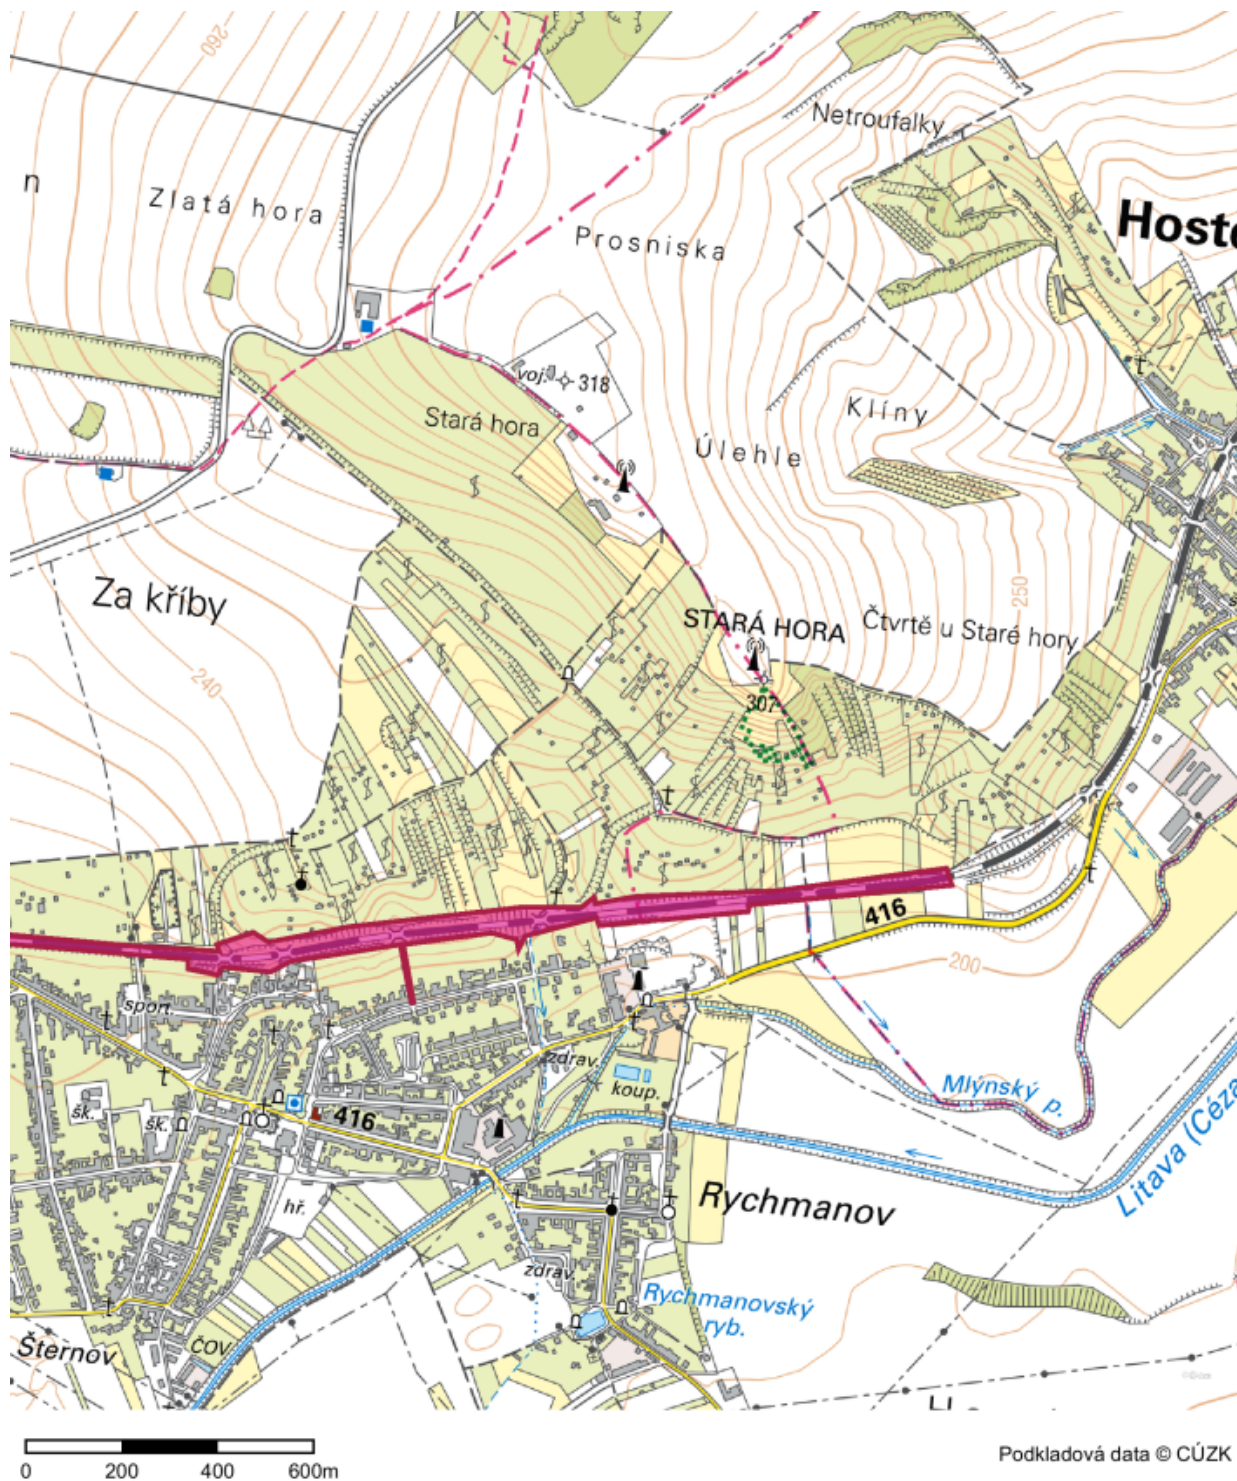 260
Netroufalky
n
Zlatá hora
Hoste
Prosniska
voj.
318
Stará hora
Klíny
Úlehle
Za kříby
250
STARÁ HORA
Čtvrtě u Staré hory
240
307
416
200
sport.
zdrav.
koup.
Mlýnský p.
šk.
šk.
416
Litava (Céza
Rychmanov
hř.
zdrav.
Rychmanovský
ryb.
Šternov
ČOV
0 200 400 600m
Podkladová data © CÚZK